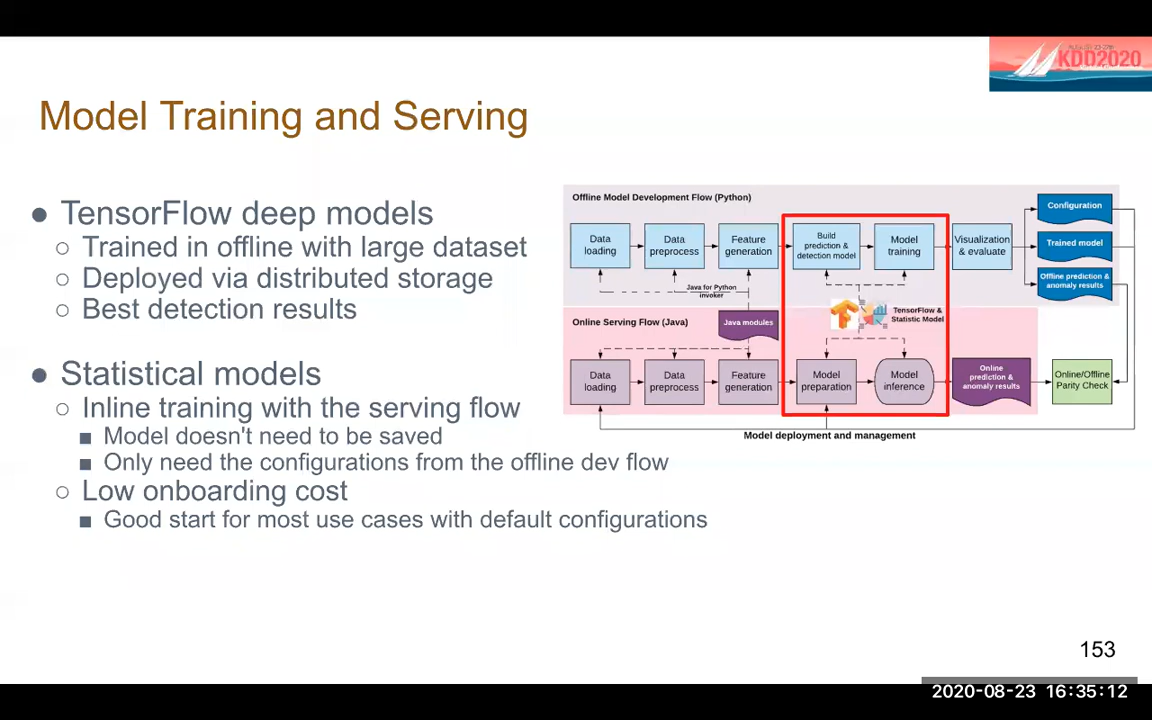 KDD2020
Model Training and Serving
● TensorFlow deep models
○ Trained in offline with large dataset
○ Deployed via distributed storage
○ Best detection results
● Statistical models
○ Inline training with the serving flow
■ Model doesn't need to be saved
■ Only need the configurations from the offline dev flow
○ Low onboarding cost
■ Good start for most use cases with default configurations
Offline Model Development Flow (Python)
Data
loading
Data
preprocess
Feature
generation
Build
prediction &
detection model
Model
training
Visualization
& evaluate
Configuration
Trained model
Offline prediction &
anomaly results
Java for Python
invoker
TensorFlow &
Statistic Model
Online Serving Flow (Java)
Java modules
Data
loading
Data
preprocess
Feature
generation
Model
preparation
Model
inference
Online
prediction &
anomaly results
Online/Offline
Parity Check
Model deployment and management
153
2020-08-23 16:35:12